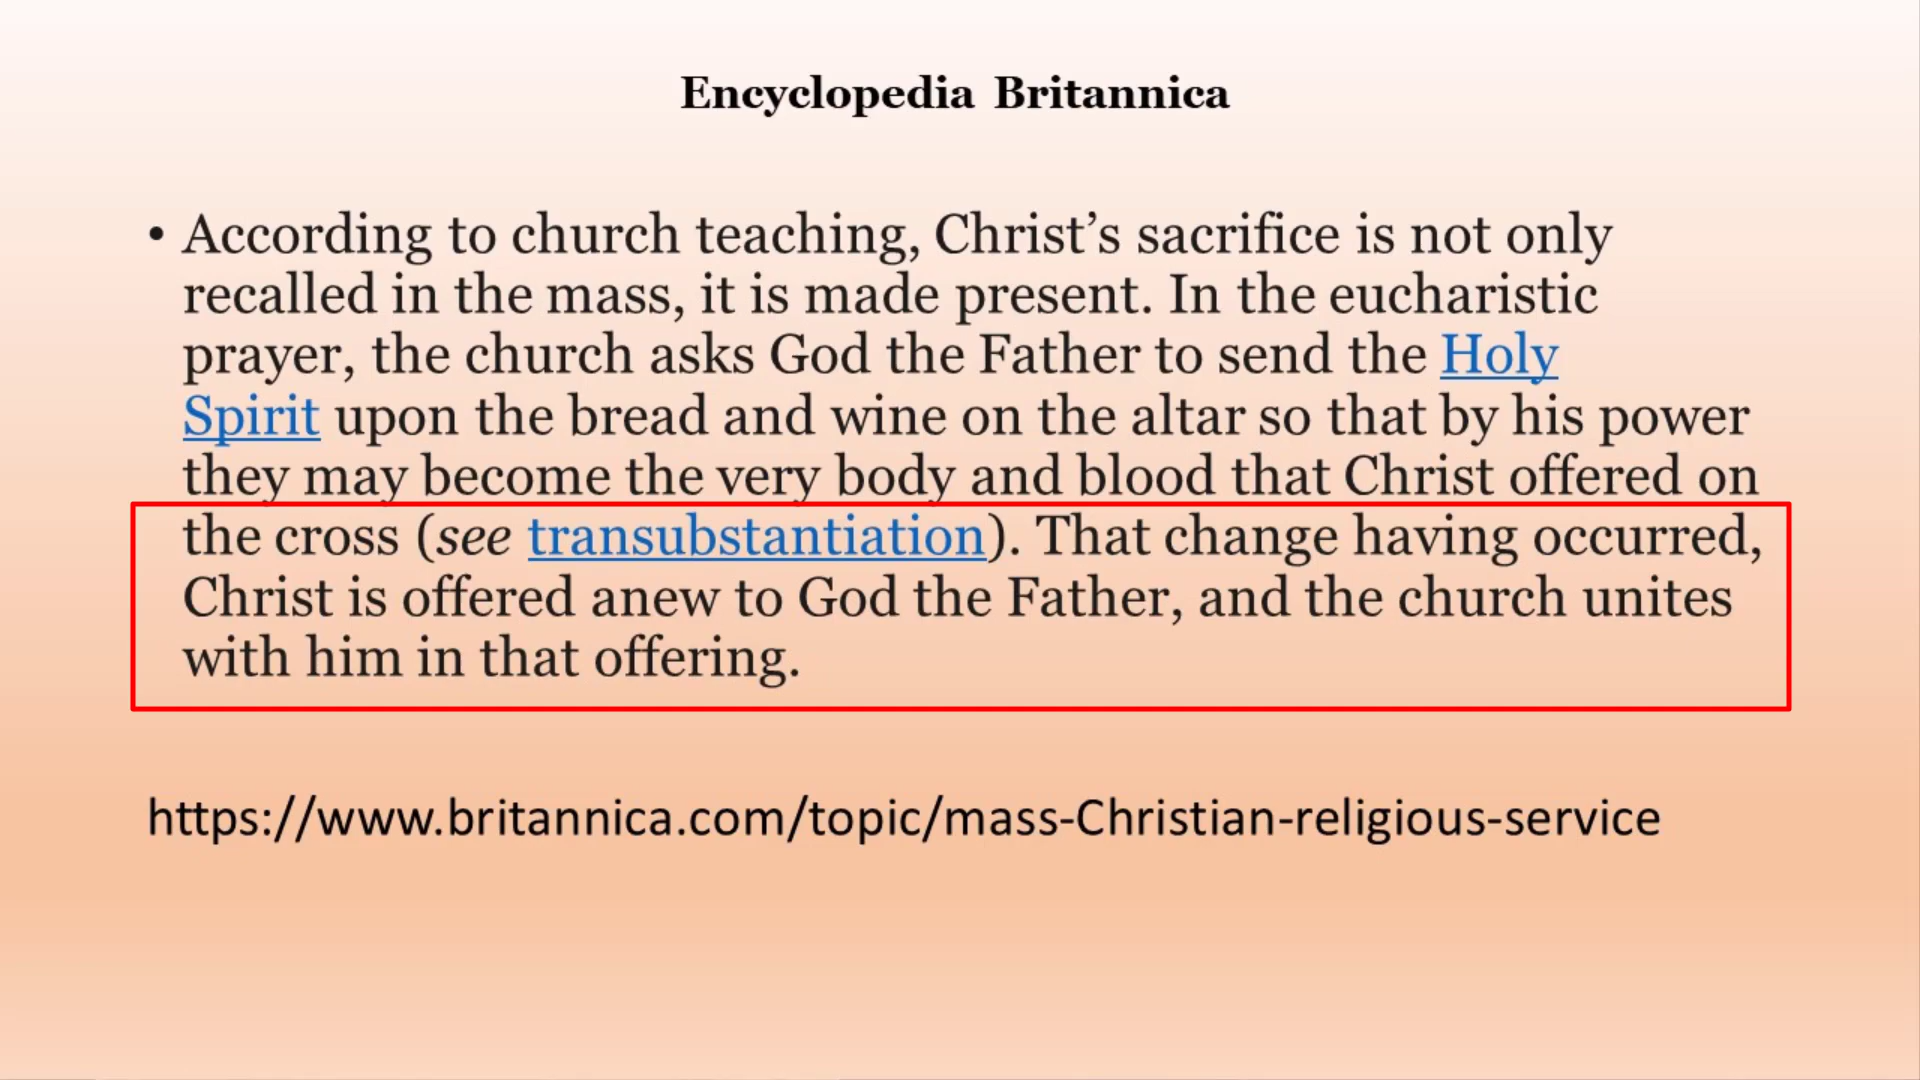 Encyclopedia Britannica
• According to church teaching, Christ’s sacrifice is not only
recalled in the mass, it is made present. In the eucharistic
prayer, the church asks God the Father to send the Holy
Spirit upon the bread and wine on the altar so that by his power
they may become the very body and blood that Christ offered on
the cross (see transubstantiation). That change having occurred,
Christ is offered anew to God the Father, and the church unites
with him in that offering.
https://www.britannica.com/topic/mass-Christian-religious-service